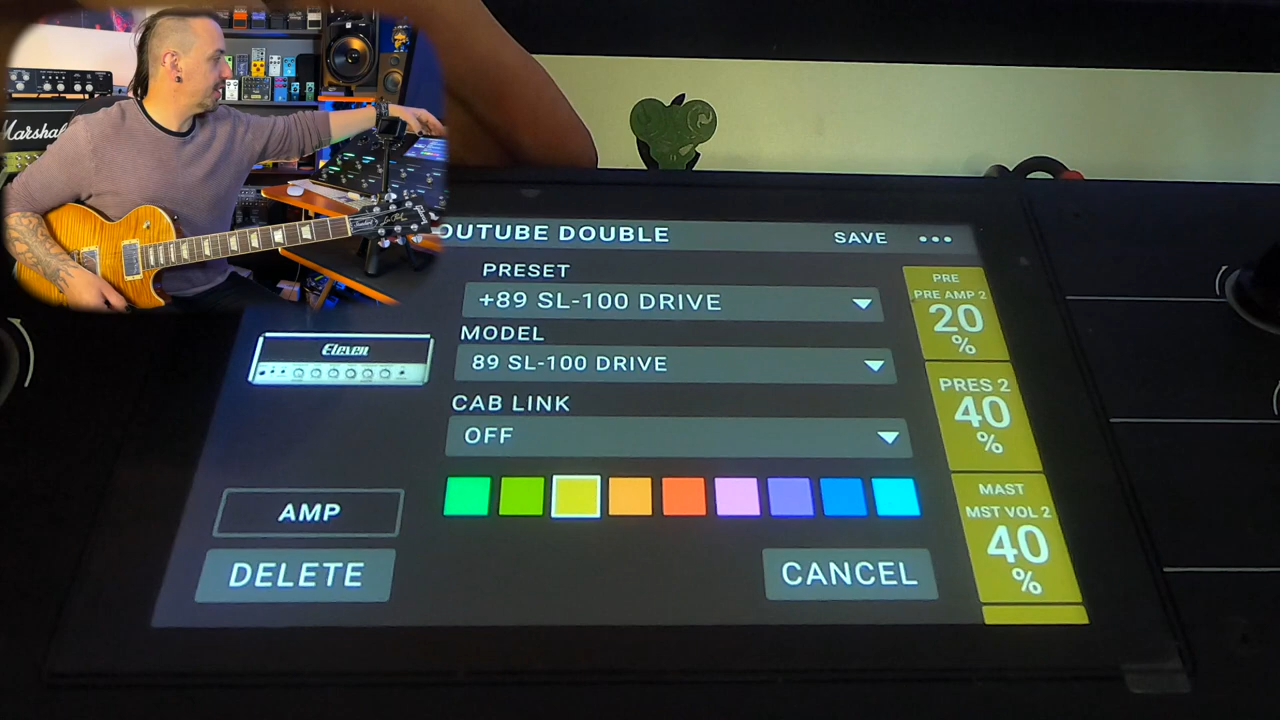 Marshall
OUTUBE DOUBLE
SAVE
PRESET
+89 SL-100 DRIVE
MODEL
89 SL-100 DRIVE
CAB LINK
OFF
Eleven
AMP
DELETE
CANCEL
PRE
PRE AMP 2
20
%
PRES 2
40
%
MAST
MST VOL 2
40
%